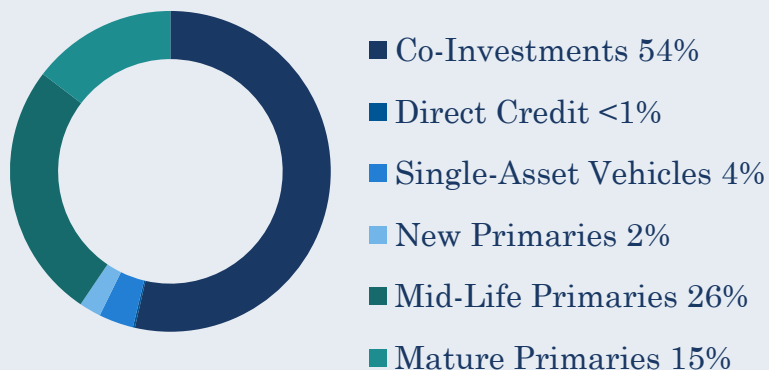 Co-Investments 54%
Direct Credit <1%
Single-Asset Vehicles 4%
New Primaries 2%
Mid-Life Primaries 26%
Mature Primaries 15%